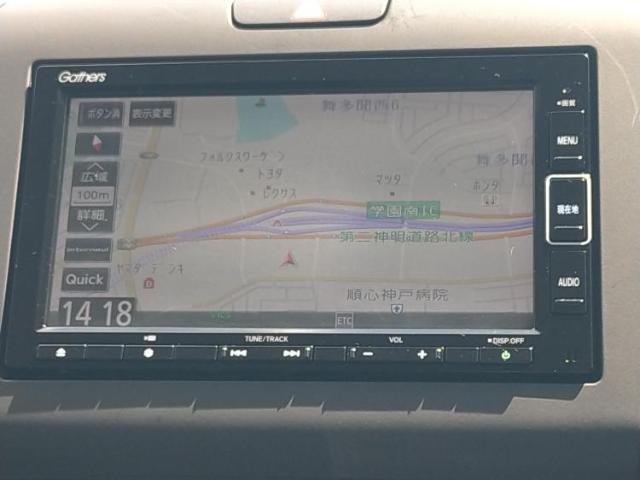 Gathers
ボタン消
表示変更
舞多聞西6
広域
100m
詳細
Quick
14 18
フォルクスワーゲン
トヨタ
レクサス
マツダ
ホンダ
舞多聞
学園南IC
第二神明道路北線
ヤマダデンキ
順心神戸病院
VICS
ETC
画質
MENU
現在地
AUDIO
TUNE/TRACK
VOL
DISP.OFF